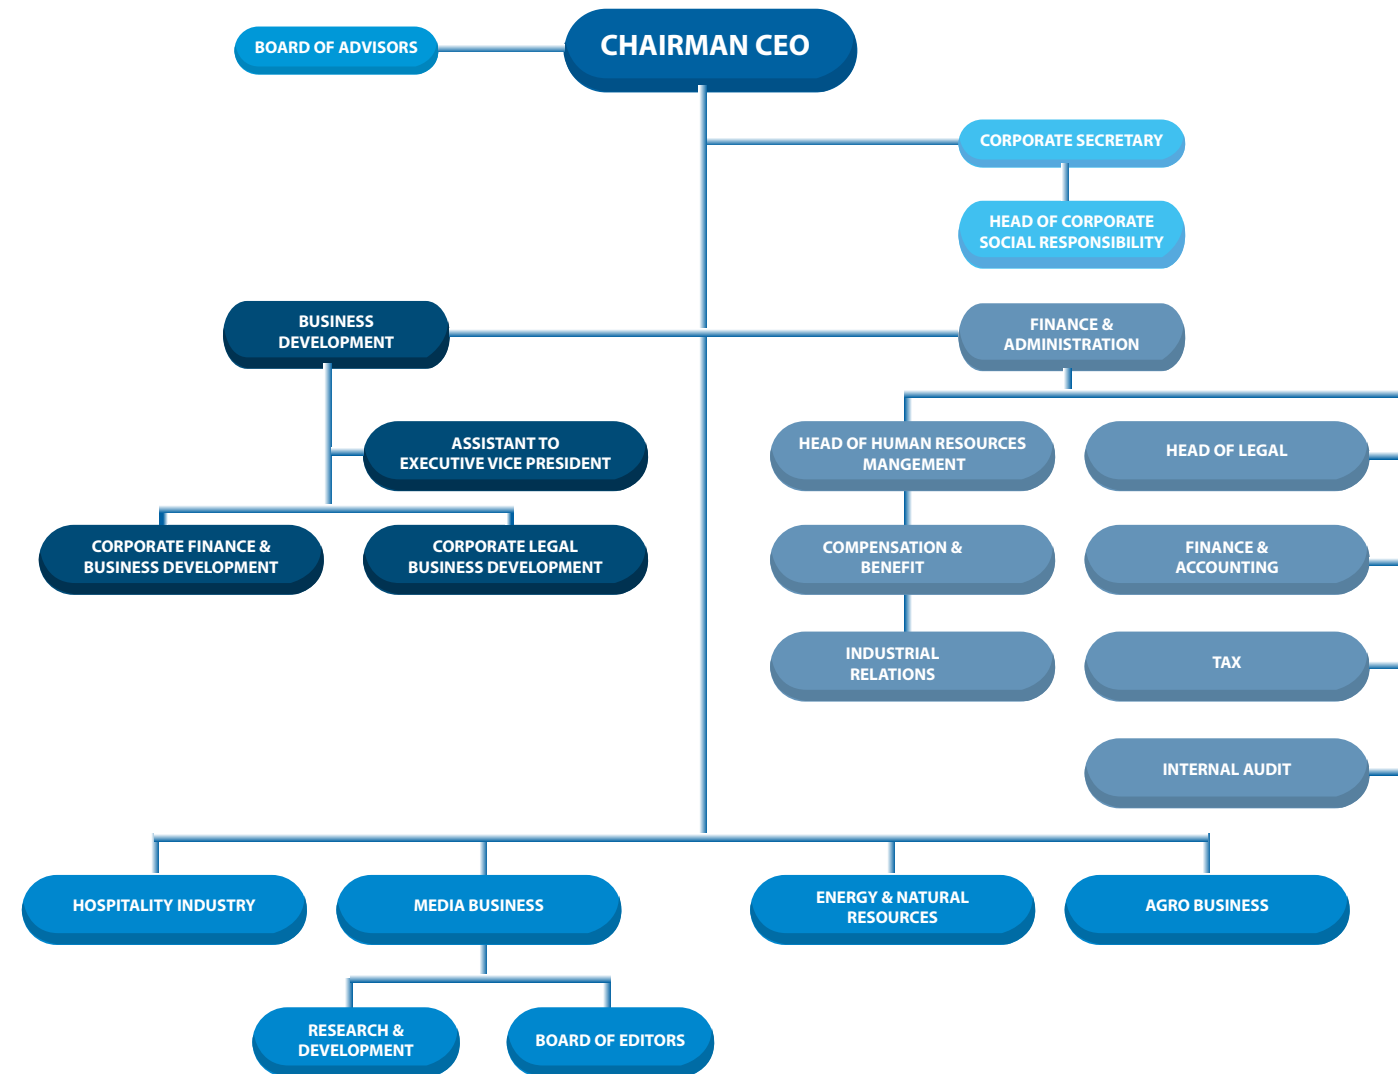 BOARD OF ADVISORS
CHAIRMAN CEO
CORPORATE SECRETARY
HEAD OF CORPORATE
SOCIAL RESPONSIBILITY
BUSINESS
DEVELOPMENT
FINANCE &
ADMINISTRATION
ASSISTANT TO
EXECUTIVE VICE PRESIDENT
HEAD OF HUMAN RESOURCES
MANGEMENT
HEAD OF LEGAL
CORPORATE FINANCE &
BUSINESS DEVELOPMENT
CORPORATE LEGAL
BUSINESS DEVELOPMENT
COMPENSATION &
BENEFIT
FINANCE &
ACCOUNTING
INDUSTRIAL
RELATIONS
TAX
INTERNAL AUDIT
HOSPITALITY INDUSTRY
MEDIA BUSINESS
ENERGY & NATURAL
RESOURCES
AGRO BUSINESS
RESEARCH &
DEVELOPMENT
BOARD OF EDITORS